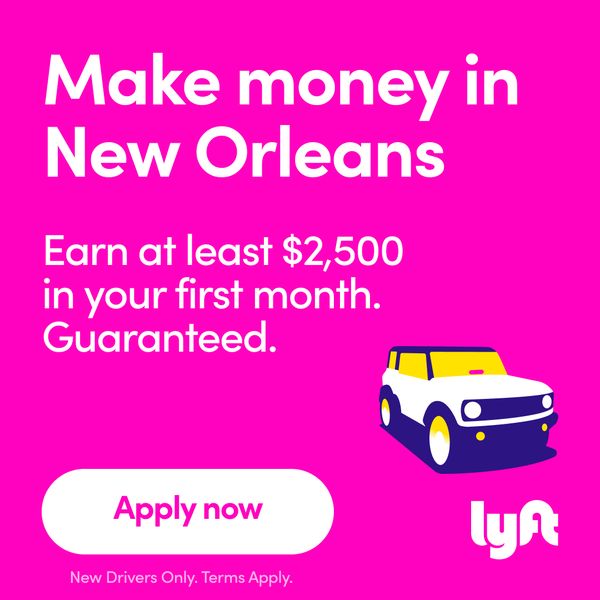 Make money in
New Orleans
Earn at least $2,500
in your first month.
Guaranteed.
Apply now
lyft
New Drivers Only. Terms Apply.